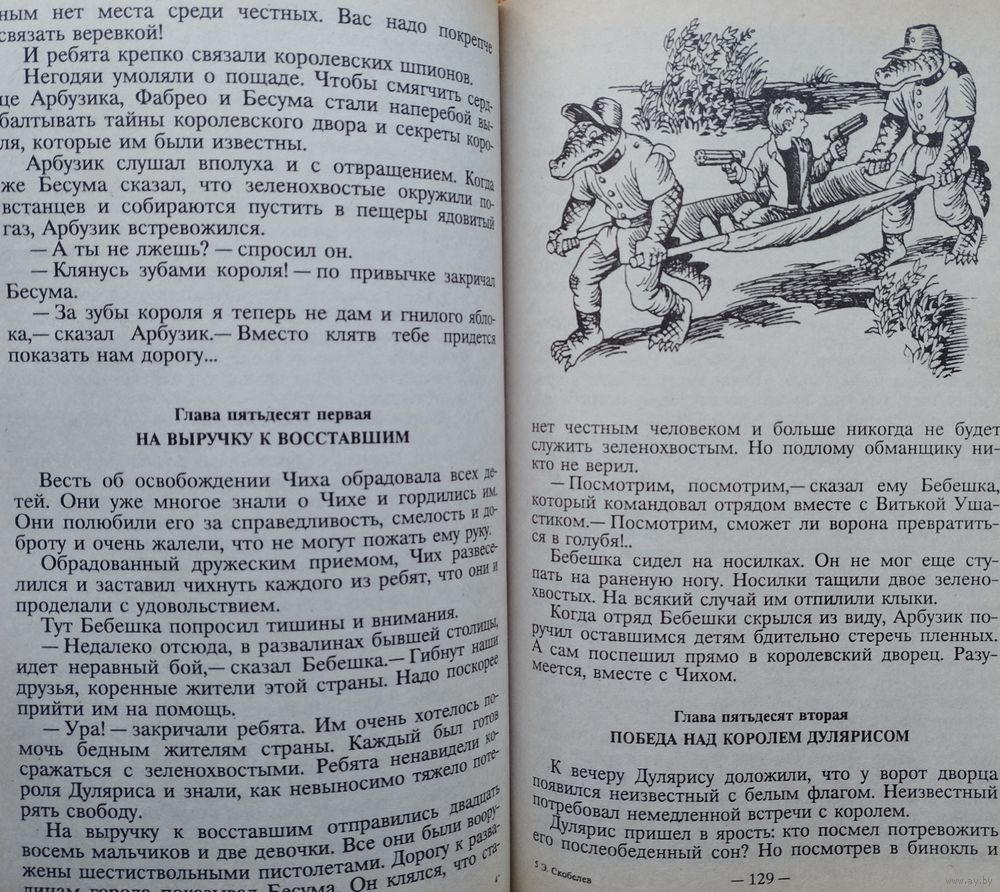 ным нет места среди честных. Вас надо покрепче
связать веревкой!
И ребята крепко связали королевских шпионов.
Негодяи умоляли о пощаде. Чтобы смягчить серд-
це Арбузика, Фабрео и Бесума стали наперебой вы-
балтывать тайны королевского двора и секреты коро-
ля, которые им были известны.
Арбузик слушал вполуха и с отвращением. Когда
же Бесума сказал, что зеленохвостые окружили по-
встанцев и собираются пустить в пещеры ядовитый
газ, Арбузик встревожился.
— А ты не лжешь? — спросил он.
— Клянусь зубами короля! — по привычке закричал
Бесума.
— За зубы короля я теперь не дам и гнилого ябло-
ка,— сказал Арбузик.— Вместо клятв тебе придется
показать нам дорогу...
Глава пятьдесят первая
НА ВЫРУЧКУ К ВОССТАВШИМ
Весть об освобождении Чиха обрадовала всех де-
тей. Они уже многое знали о Чихе и гордились им.
Они полюбили его за справедливость, смелость и до-
броту и очень жалели, что не могут пожать ему руку.
Обрадованный дружеским приемом, Чих развесе-
лился и заставил чихнуть каждого из ребят, что они и
проделали с удовольствием.
Тут Бебешка попросил тишины и внимания.
— Недалеко отсюда, в развалинах бывшей столицы,
идет неравный бой,— сказал Бебешка.— Гибнут наши
друзья, коренные жители этой страны. Надо поскорее
прийти им на помощь.
— Ура! — закричали ребята. Им очень хотелось по-
мочь бедным жителям страны. Каждый был готов
сражаться с зеленохвостыми. Ребята ненавидели ко-
роля Дуляриса и знали, как невыносимо тяжело поте-
рять свободу.
На выручку к восставшим отправились двадцать
восемь мальчиков и две девочки. Все они были воору-
жены шестиствольными пистолетами. Дорогу к разва-
линам города показывал Бесума. Он клялся, что ста-
4*
нет честным человеком и больше никогда не будет
служить зеленохвостым. Но подлому обманщику ни-
кто не верил.
— Посмотрим, посмотрим,— сказал ему Бебешка,
который командовал отрядом вместе с Витькой Уша-
стиком.— Посмотрим, сможет ли ворона превратить-
ся в голубя!..
Бебешка сидел на носилках. Он не мог еще сту-
пать на раненую ногу. Носилки тащили двое зелено-
хвостых. На всякий случай им отпилили клыки.
Когда отряд Бебешки скрылся из виду, Арбузик по-
ручил оставшимся детям бдительно стеречь пленных.
А сам поспешил прямо в королевский дворец. Разу-
меется, вместе с Чихом.
Глава пятьдесят вторая
ПОБЕДА НАД КОРОЛЕМ ДУЛЯРИСОМ
К вечеру Дулярису доложили, что у ворот дворца
появился неизвестный с белым флагом. Неизвестный
потребовал немедленной встречи с королем.
Дулярис пришел в ярость: кто посмел потревожить
его послеобеденный сон? Но посмотрев в бинокль и
5 Э. Скобелев
— 129 —
www.ay.by